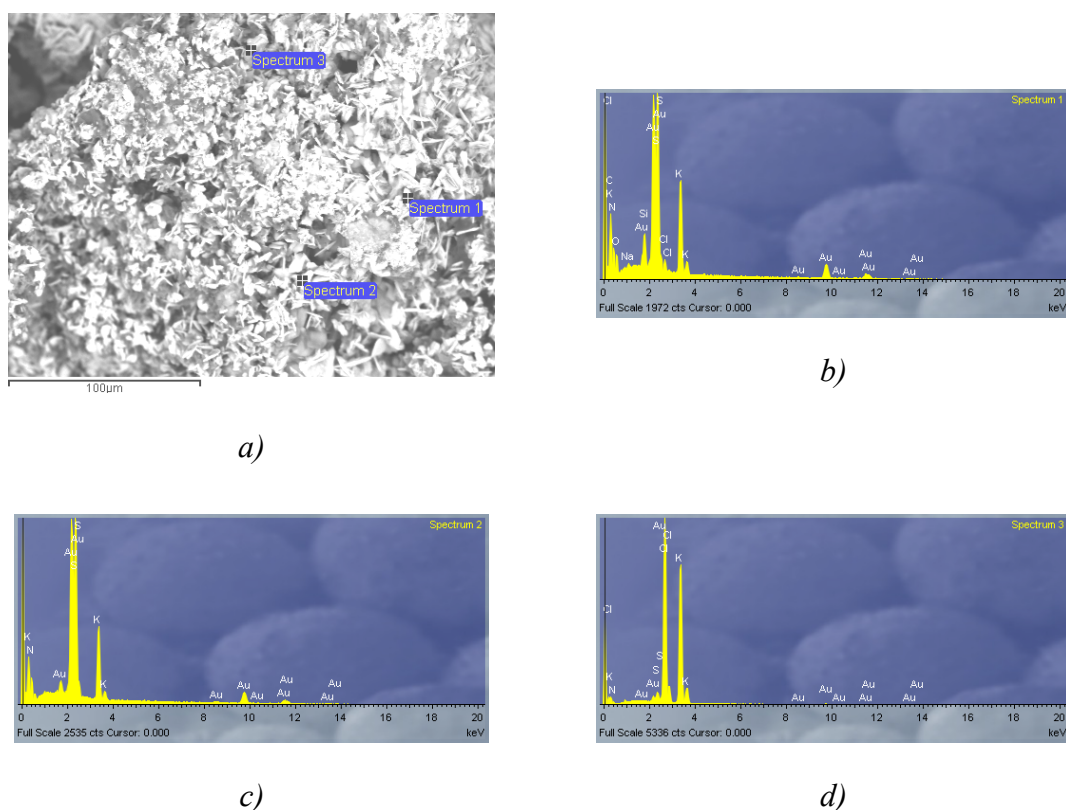 Spectrum 3
Spectrum 1
Spectrum 2
100µm
a)
Spectrum 1
Cl
S
Au
Au
S
K
C
K
N
Si
Au
O
Na
Cl
Cl
K
Au
Au
Au
Au
Au
Au
Au
0 2 4 6 8 10 12 14 16 18 20
Full Scale 1972 cts Cursor: 0.000 keV
b)
Spectrum 2
S
Au
Au
S
K
N
Au
K
K
Au
Au
Au
Au
Au
Au
Au
0 2 4 6 8 10 12 14 16 18 20
Full Scale 2535 cts Cursor: 0.000 keV
c)
Spectrum 3
Au
Cl
Cl
K
Cl
S
S
K
N
Au
Au
K
Au
Au
Au
Au
Au
Au
Au
0 2 4 6 8 10 12 14 16 18 20
Full Scale 5336 cts Cursor: 0.000 keV
d)